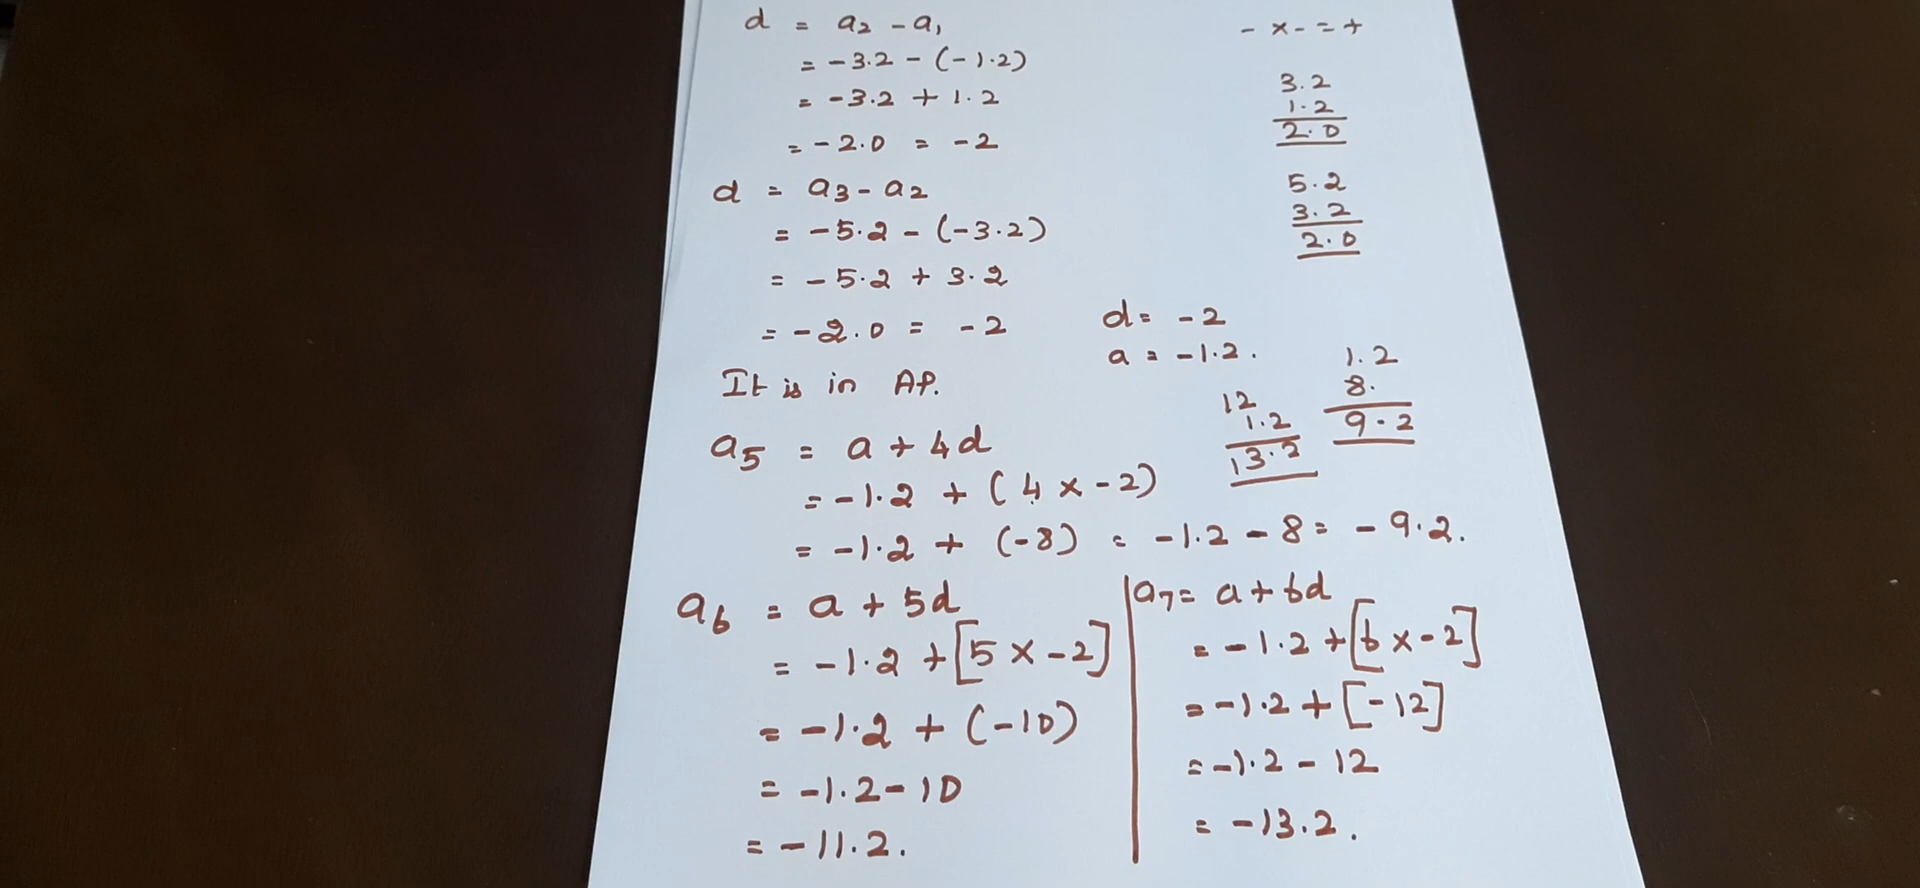 d = a₂ - a₁
= -3.2 - (-1.2)
= -3.2 + 1.2
= -2.0 = -2
- x - = +
3.2
1.2
2.0
d = a₃ - a₂
= -5.2 - (-3.2)
= -5.2 + 3.2
= -2.0 = -2
5.2
3.2
2.0
d = -2
a = -1.2.
It is in AP.
12
1.2
13.2
1.2
8.
9.2
a₅ = a + 4d
= -1.2 + (4 x -2)
= -1.2 + (-8) = -1.2 - 8 = -9.2.
a₆ = a + 5d
= -1.2 + [5 x -2]
= -1.2 + (-10)
= -1.2 - 10
= -11.2.
a₇ = a + 6d
= -1.2 + [6 x -2]
= -1.2 + [-12]
= -1.2 - 12
= -13.2.